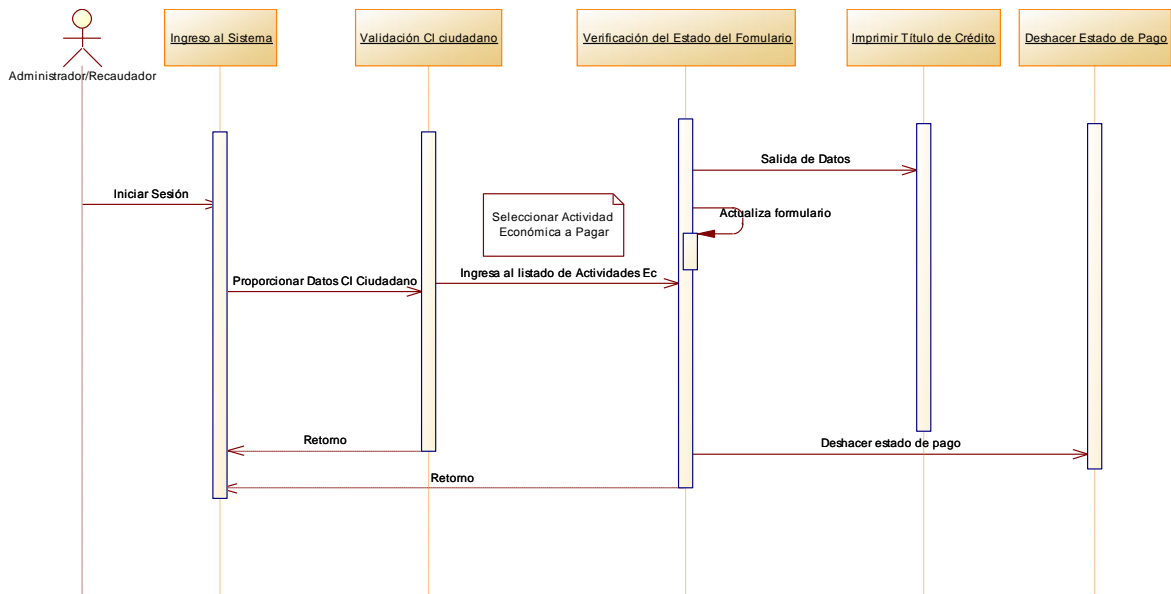 Ingreso al Sistema
Validación CI ciudadano
Verificación del Estado del Fomulario
Imprimir Título de Crédito
Deshacer Estado de Pago
Administrador/Recaudador
Salida de Datos
Iniciar Sesión
Seleccionar Actividad
Económica a Pagar
Actualiza formulario
Proporcionar Datos CI Ciudadano
Ingresa al listado de Actividades Ec
Retorno
Deshacer estado de pago
Retorno